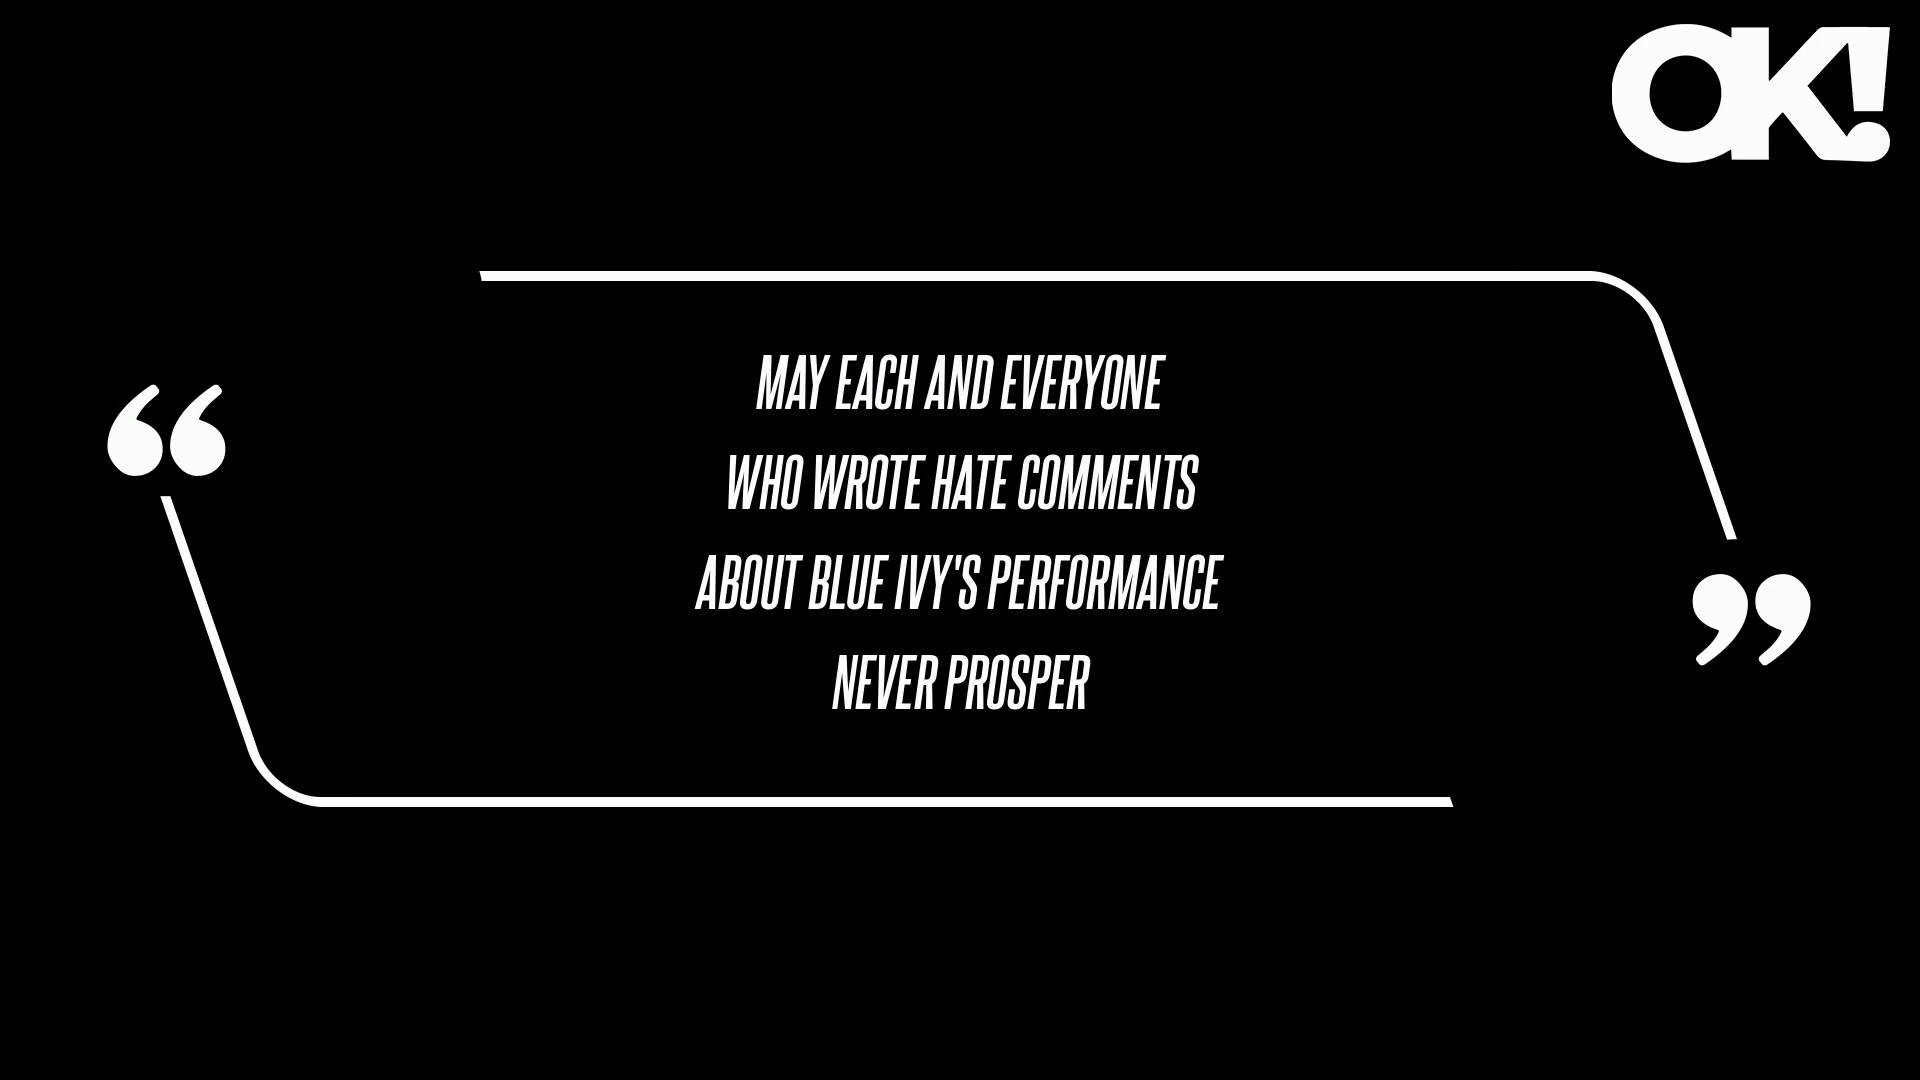 OK!
“
MAY EACH AND EVERYONE
WHO WROTE HATE COMMENTS
ABOUT BLUE IVY'S PERFORMANCE
NEVER PROSPER
”